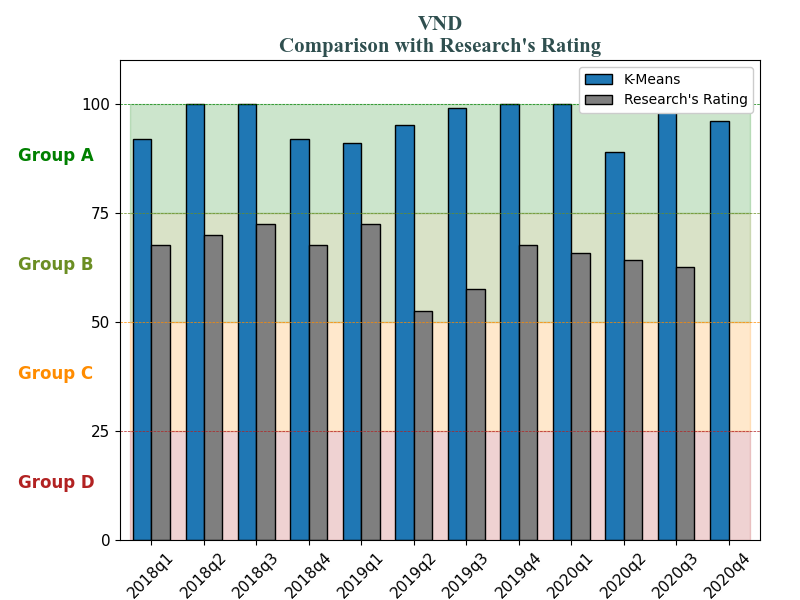 VND
Comparison with Research's Rating
K-Means
Research's Rating
100
Group A
75
Group B
50
Group C
25
Group D
0
2018q1
2018q2
2018q3
2018q4
2019q1
2019q2
2019q3
2019q4
2020q1
2020q2
2020q3
2020q4